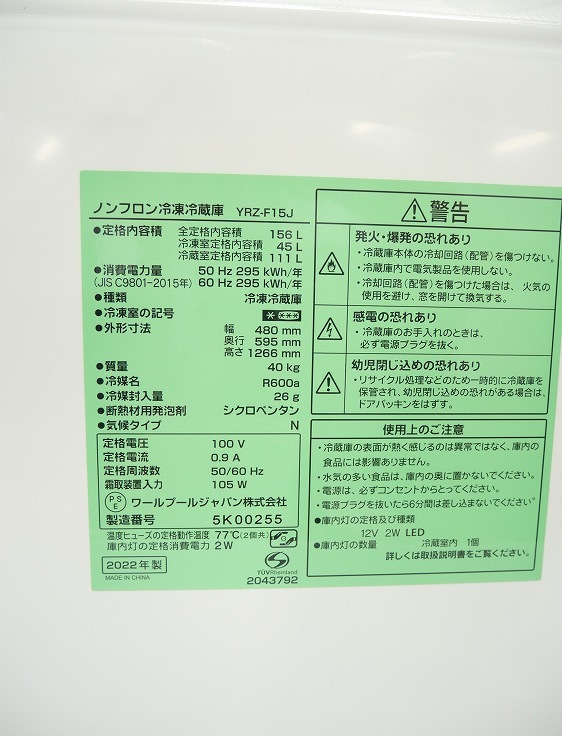 ノンフロン冷凍冷蔵庫 YRZ-F15J
●定格内容積 全定格内容積 156 L
冷凍室定格内容積 45 L
冷蔵室定格内容積 111 L
●消費電力量 50 Hz 295 kWh/年
(JIS C9801-2015年) 60 Hz 295 kWh/年
●種類 冷凍冷蔵庫
●冷凍室の記号 * ***
●外形寸法 幅 480 mm
奥行 595 mm
高さ 1266 mm
●質量 40 kg
●冷媒名 R600a
●冷媒封入量 26 g
●断熱材用発泡剤 シクロペンタン
●気候タイプ N
定格電圧 100 V
定格電流 0.9 A
定格周波数 50/60 Hz
霜取装置入力 105 W
PSE ワールプールジャパン株式会社
製造番号 5K00255
温度ヒューズの定格動作温度 77℃(2個共)
庫内灯の定格消費電力 2W
2022年製
MADE IN CHINA
TÜVRheinland
2043792
⚠警告
発火・爆発の恐れあり
・冷蔵庫本体の冷却回路(配管)を傷つけない。
・冷蔵庫内で電気製品を使用しない。
・冷却回路(配管)を傷つけた場合は、火気の
使用を避け、窓を開けて換気する。
感電の恐れあり
・冷蔵庫のお手入れのときは、
必ず電源プラグを抜く。
幼児閉じ込めの恐れあり
・リサイクル処理などのため一時的に冷蔵庫を
保管され、幼児閉じ込めの恐れがある場合は、
ドアパッキンをはずす。
使用上のご注意
・冷蔵庫の表面が熱く感じるのは異常ではなく、庫内の
食品には影響ありません。
・水気の多い食品は、庫内の奥に置かないでください。
・電源は、必ずコンセントからとってください。
・電源プラグを抜いたら6分間は差し込まないでください。
●庫内灯の定格及び種類
12V 2W LED
●庫内灯の数量 冷蔵室内 1個
詳しくは取扱説明書をご覧ください。